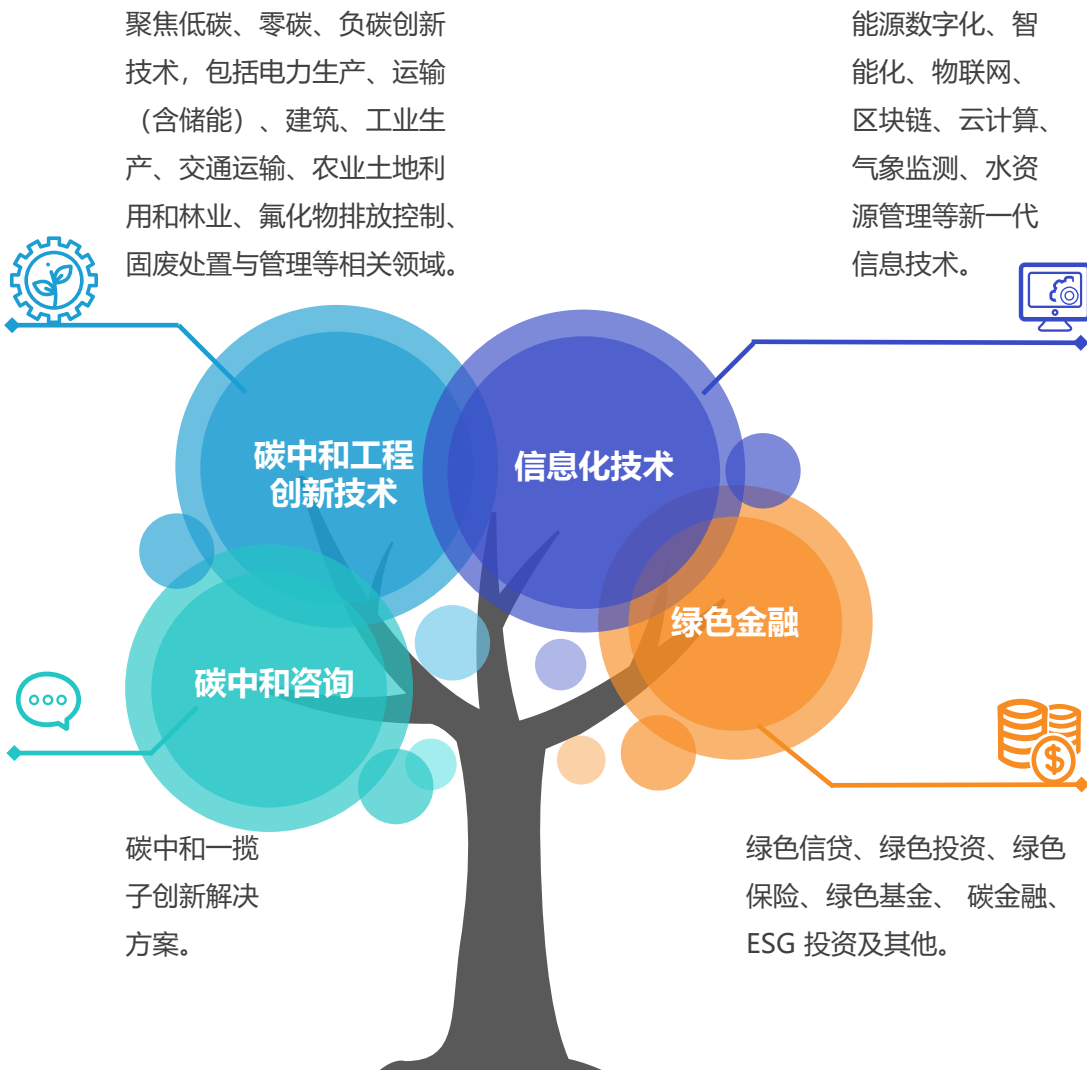 聚焦低碳、零碳、负碳创新
技术，包括电力生产、运输
（含储能）、建筑、工业生
产、交通运输、农业土地利
用和林业、氟化物排放控制、
固废处置与管理等相关领域。
能源数字化、智
能化、物联网、
区块链、云计算、
气象监测、水资
源管理等新一代
信息技术。
碳中和工程
创新技术
信息化技术
绿色金融
碳中和咨询
碳中和一揽
子创新解决
方案。
绿色信贷、绿色投资、绿色
保险、绿色基金、 碳金融、
ESG 投资及其他。